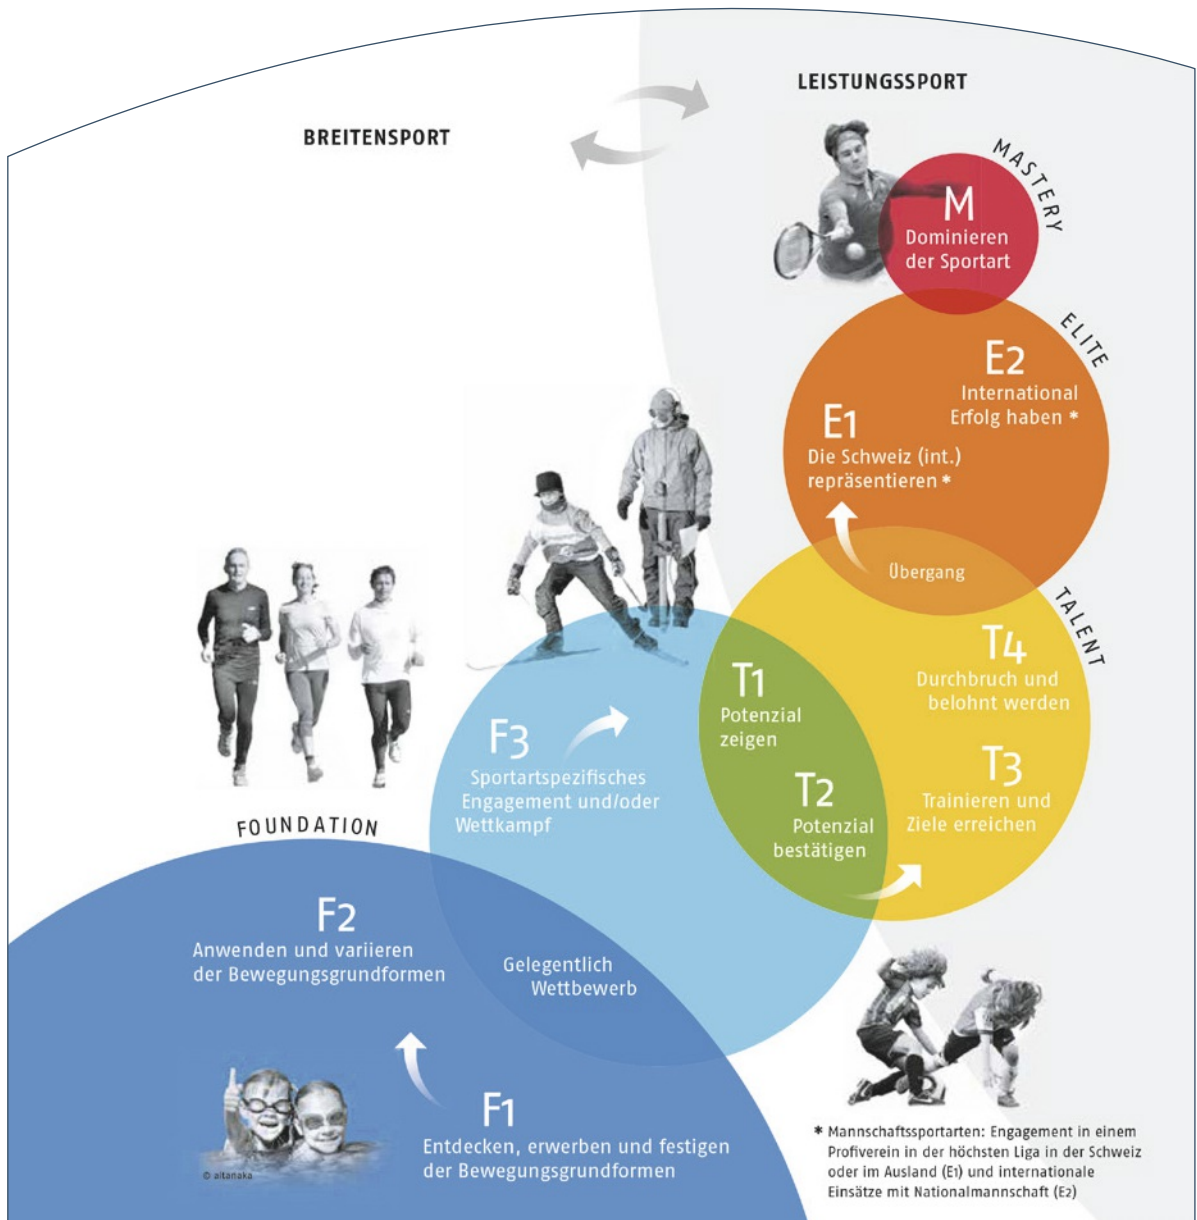 LEISTUNGSSPORT
BREITENSPORT
MASTERY
M
Dominieren
der Sportart
ELITE
E2
International
Erfolg haben *
E1
Die Schweiz (int.)
repräsentieren *
Übergang
TALENT
T4
Durchbruch und
belohnt werden
T1
Potenzial
zeigen
T3
Trainieren und
Ziele erreichen
T2
Potenzial
bestätigen
F3
Sportartspezifisches
Engagement und/oder
Wettkampf
FOUNDATION
F2
Anwenden und variieren
der Bewegungsgrundformen
Gelegentlich
Wettbewerb
F1
Entdecken, erwerben und festigen
der Bewegungsgrundformen
© altanaka
* Mannschaftssportarten: Engagement in einem
Profiverein in der höchsten Liga in der Schweiz
oder im Ausland (E1) und internationale
Einsätze mit Nationalmannschaft (E2)